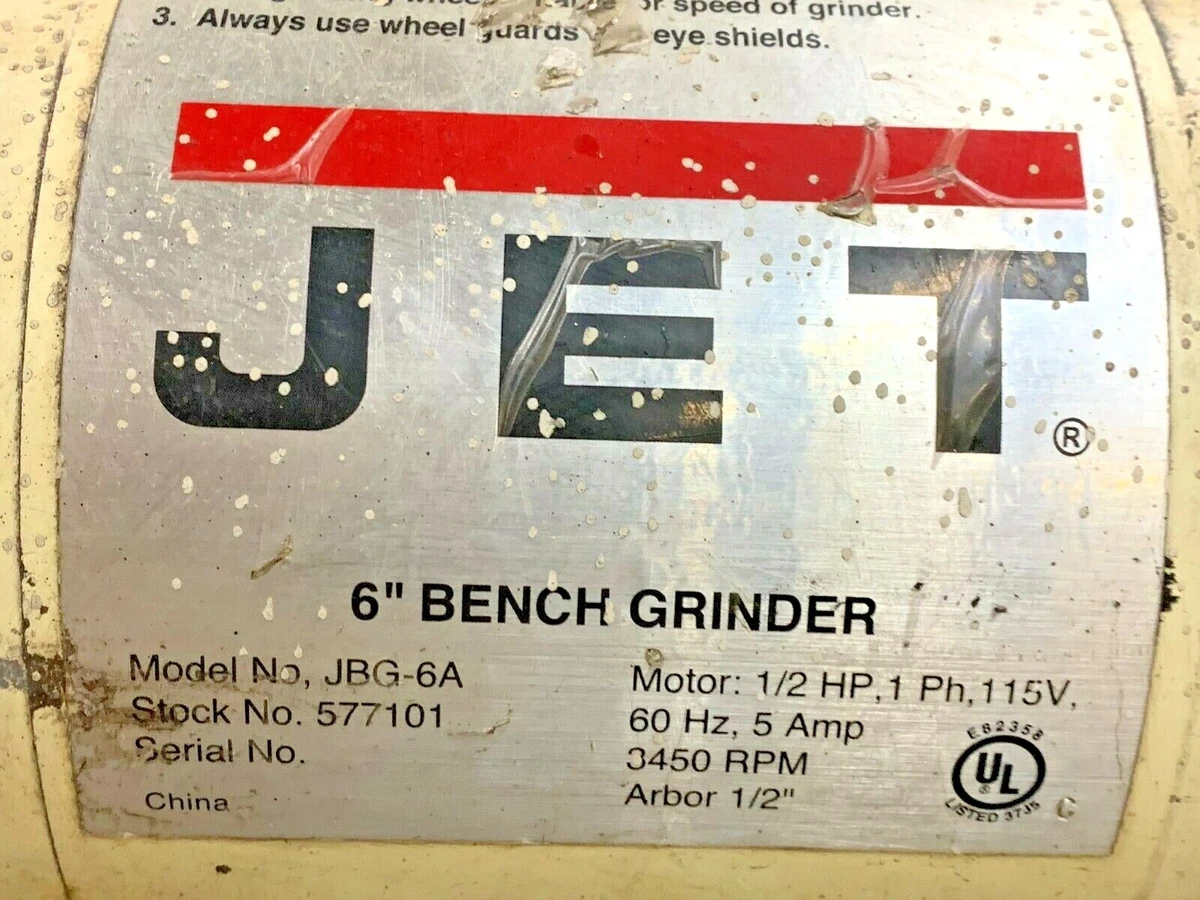 speed of grinder.
3. Always use wheel guards eye shields.
JET®
6" BENCH GRINDER
Model No, JBG-6A
Stock No. 577101
Serial No.
China
Motor: 1/2 HP, 1 Ph, 115V,
60 Hz, 5 Amp
3450 RPM
Arbor 1/2"
E82358
UL
®
LISTED 37J5
C